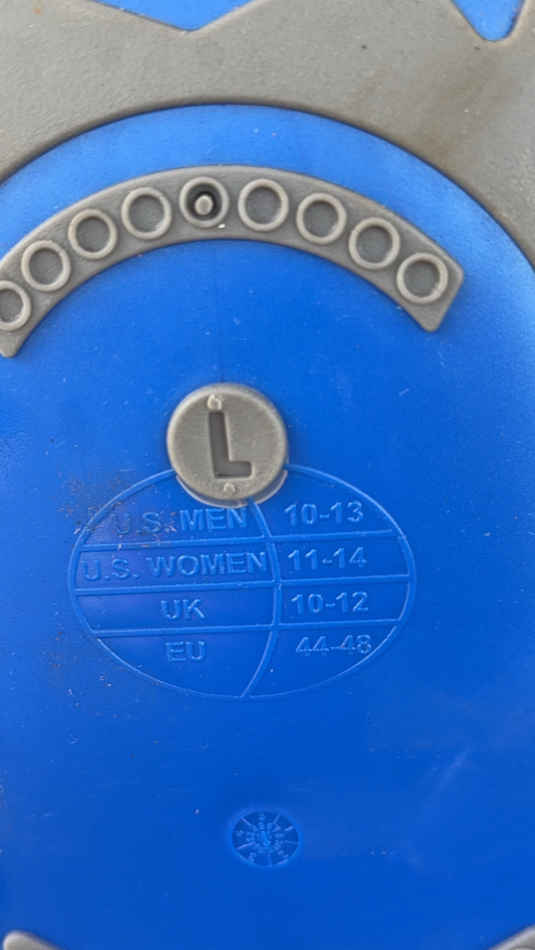 L
U.S. MEN 10-13
U.S. WOMEN 11-14
UK 10-12
EU 44-48